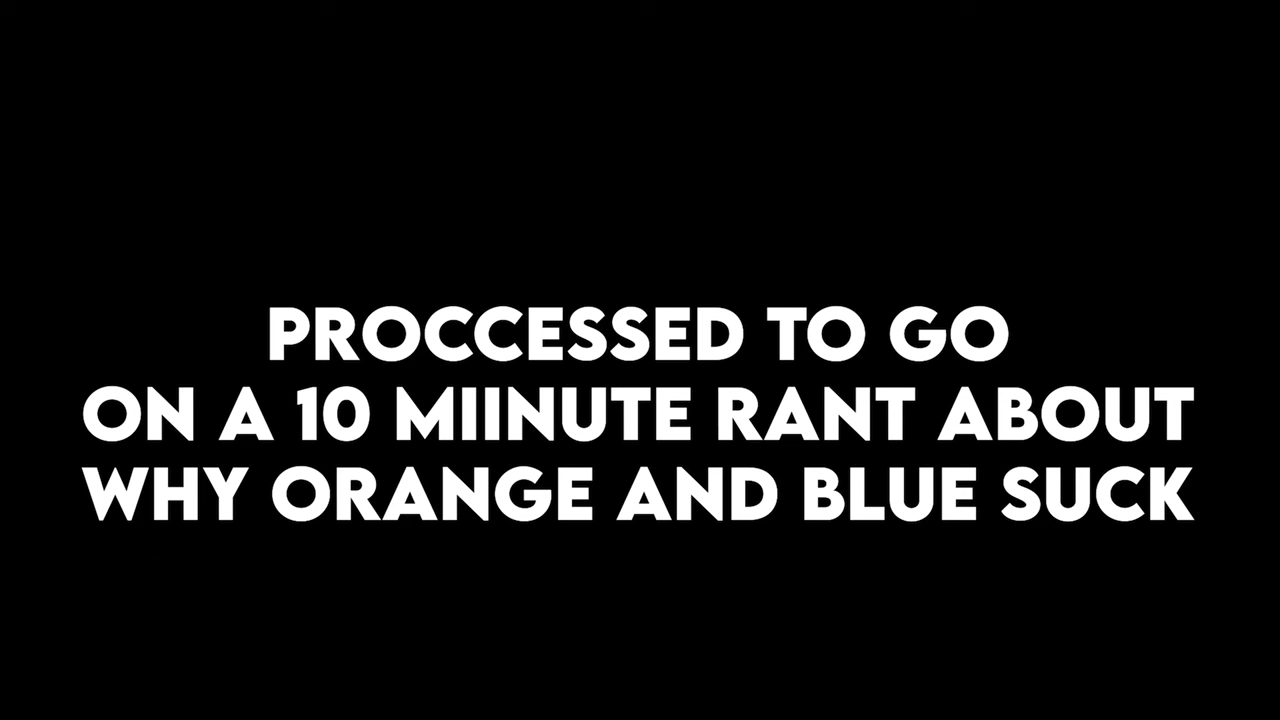 PROCCESSED TO GO
ON A 10 MIINUTE RANT ABOUT
WHY ORANGE AND BLUE SUCK